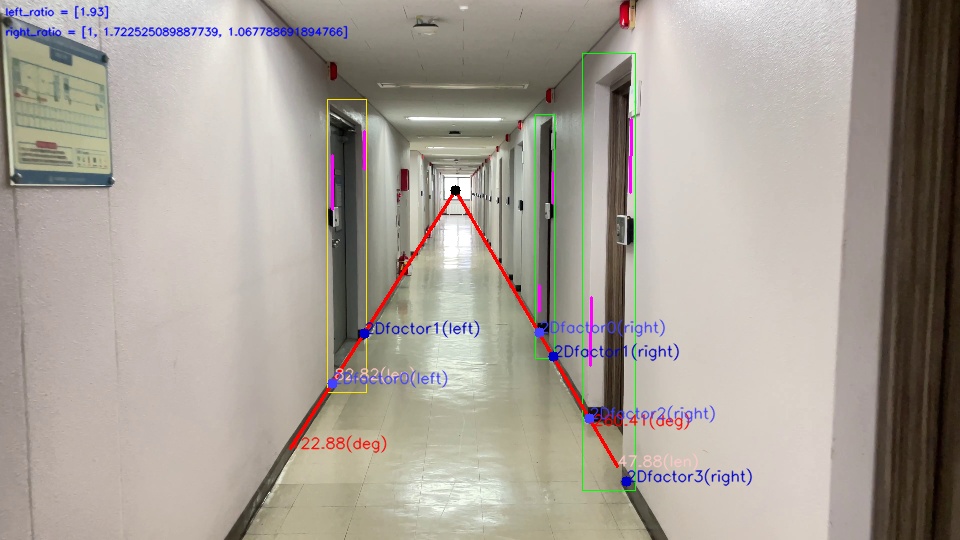 left_ratio = [1.93]
right_ratio = [1, 1.722525089887739, 1.067788691894766]
2Dfactor0(right)
2Dfactor1(left)
2Dfactor1(right)
2Dfactor0(left)
2Dfactor2(right)
22.88(deg)
47.88(len)
2Dfactor3(right)